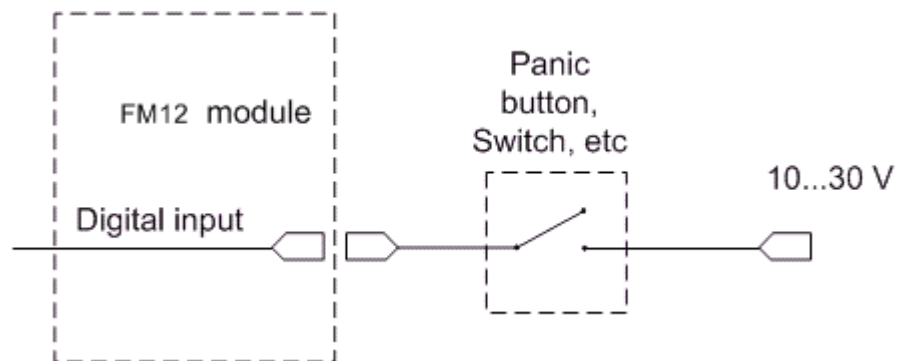 FM12 module
Panic
button,
Switch, etc
10...30 V
Digital input